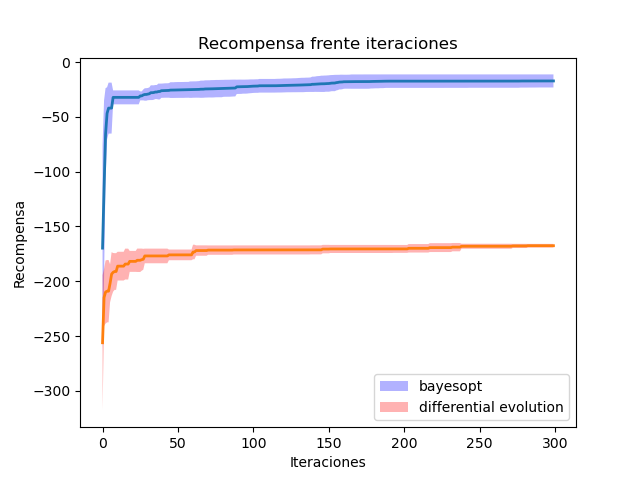 Recompensa frente iteraciones
Recompensa
0
−50
−100
−150
−200
−250
−300
0
50
100
150
200
250
300
Iteraciones
bayesopt
differential evolution